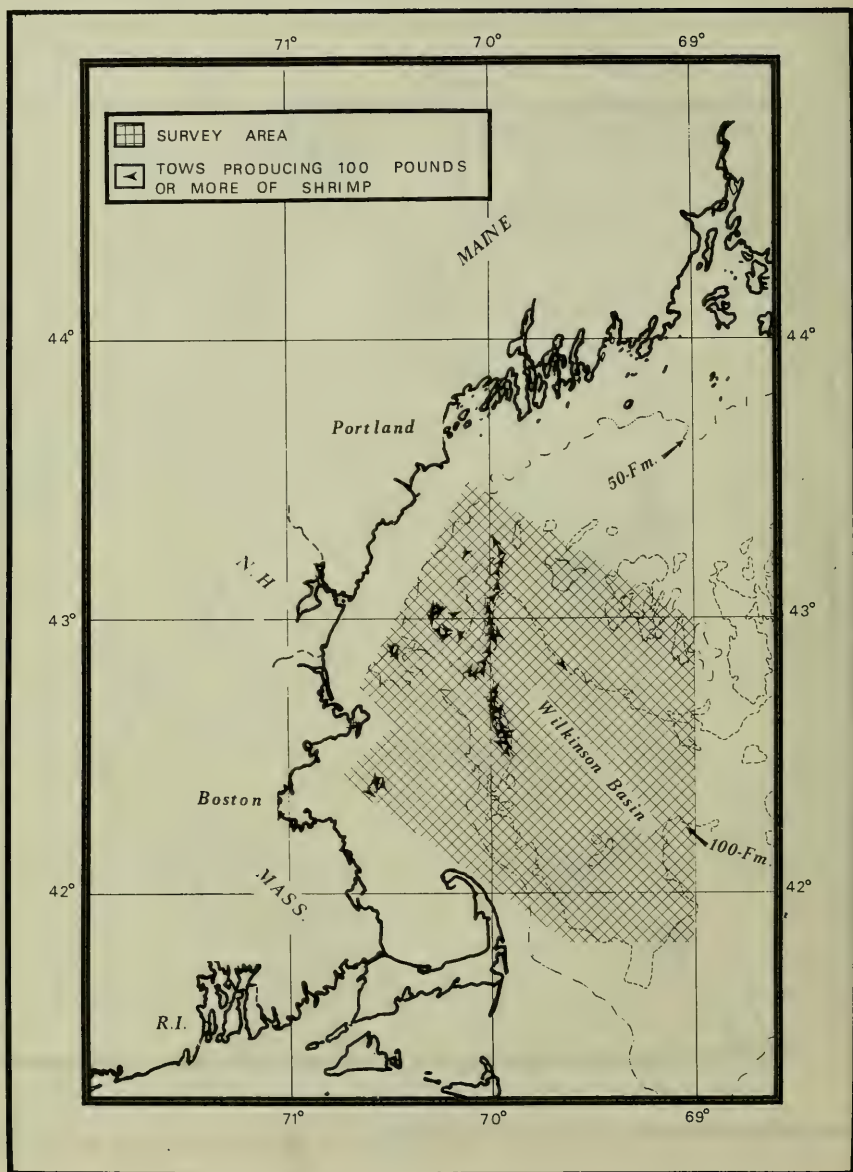 71°
70°
69°
SURVEY AREA
TOWS PRODUCING 100 POUNDS
OR MORE OF SHRIMP
MAINE
44°
44°
Portland
50-Fm.
N.H
43°
43°
Wilkinson Basin
Boston
100-Fm.
MASS.
42°
42°
R.I.
71°
70°
69°